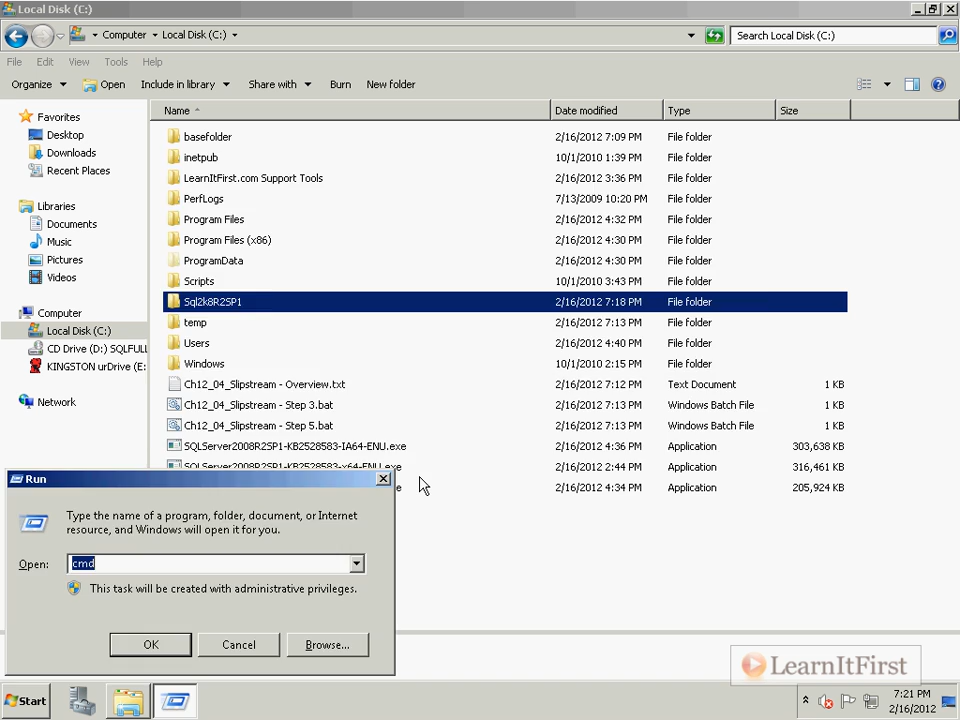 Local Disk (C:)
Computer Local Disk (C:) Search Local Disk (C:)
File Edit View Tools Help
Organize Open Include in library Share with Burn New folder
Name Date modified Type Size
Favorites
Desktop
Downloads
Recent Places
Libraries
Documents
Music
Pictures
Videos
Computer
Local Disk (C:)
CD Drive (D:) SQLFULL
KINGSTON urDrive (E:
Network
basefolder 2/16/2012 7:09 PM File folder
inetpub 10/1/2010 1:39 PM File folder
LearnItFirst.com Support Tools 2/16/2012 3:36 PM File folder
PerfLogs 7/13/2009 10:20 PM File folder
Program Files 2/16/2012 4:32 PM File folder
Program Files (x86) 2/16/2012 4:30 PM File folder
ProgramData 2/16/2012 4:30 PM File folder
Scripts 10/1/2010 3:43 PM File folder
Sql2k8R2SP1 2/16/2012 7:18 PM File folder
temp 2/16/2012 7:13 PM File folder
Users 2/16/2012 4:40 PM File folder
Windows 10/1/2010 2:15 PM File folder
Ch12_04_Slipstream - Overview.txt 2/16/2012 7:12 PM Text Document 1 KB
Ch12_04_Slipstream - Step 3.bat 2/16/2012 7:13 PM Windows Batch File 1 KB
Ch12_04_Slipstream - Step 5.bat 2/16/2012 7:13 PM Windows Batch File 1 KB
SQLServer2008R2SP1-KB2528583-IA64-ENU.exe 2/16/2012 4:36 PM Application 303,638 KB
SQLServer2008R2SP1-KB2528583-x64-ENU.exe 2/16/2012 2:44 PM Application 316,461 KB
e 2/16/2012 4:34 PM Application 205,924 KB
Run
Type the name of a program, folder, document, or Internet
resource, and Windows will open it for you.
Open: cmd
This task will be created with administrative privileges.
OK Cancel Browse...
LearnItFirst
Start
7:21 PM
2/16/2012